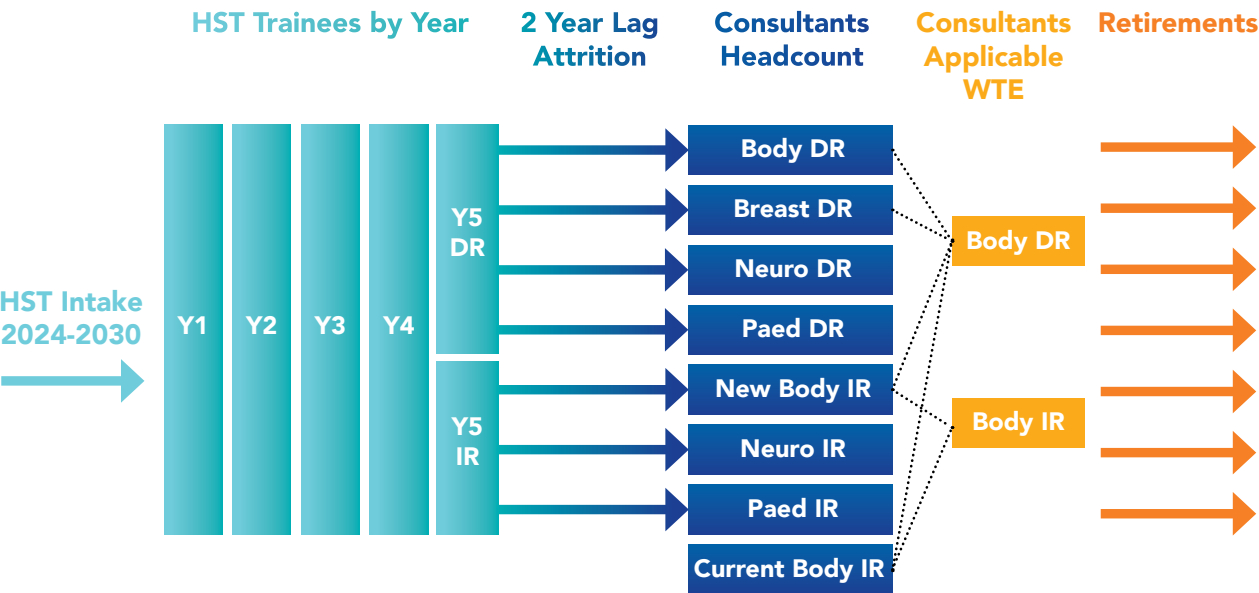 HST Trainees by Year
2 Year Lag
Attrition
Consultants
Headcount
Consultants
Applicable
WTE
Retirements
HST Intake
2024-2030
Y1
Y2
Y3
Y4
Y5
DR
Y5
IR
Body DR
Breast DR
Neuro DR
Paed DR
New Body IR
Neuro IR
Paed IR
Current Body IR
Body DR
Body IR